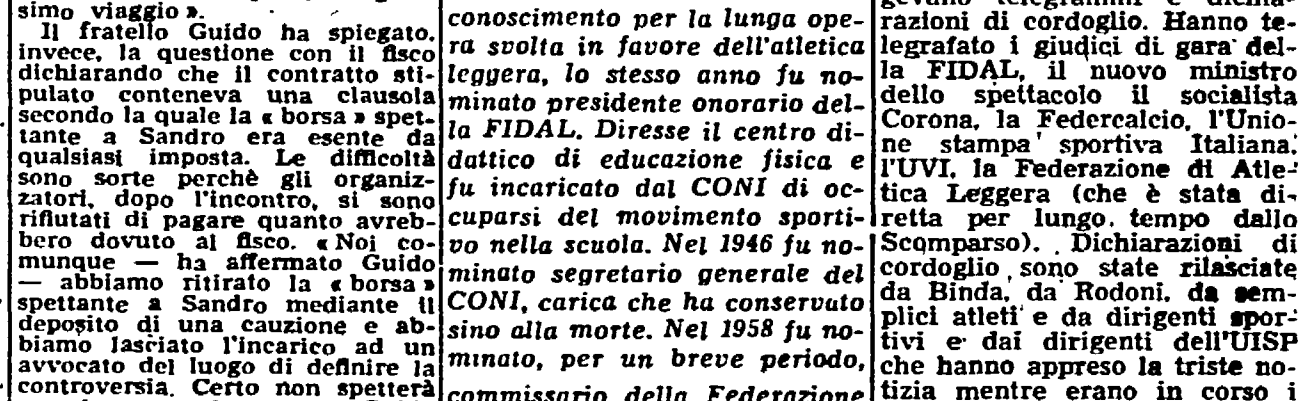 simo viaggio ».
Il fratello Guido ha spiegato,
invece, la questione con il fisco
dichiarando che il contratto sti-
pulato conteneva una clausola
secondo la quale la « borsa » spet-
tante a Sandro era esente da
qualsiasi imposta. Le difficoltà
sono sorte perchè gli organiz-
zatori, dopo l'incontro, si sono
rifiutati di pagare quanto avreb-
bero dovuto al fisco. « Noi co-
munque — ha affermato Guido
— abbiamo ritirato la « borsa »
spettante a Sandro mediante il
deposito di una cauzione e ab-
biamo lasciato l'incarico ad un
avvocato del luogo di definire la
controversia. Certo non spetterà
conoscimento per la lunga ope-
ra svolta in favore dell'atletica
leggera, lo stesso anno fu no-
minato presidente onorario del-
la FIDAL. Diresse il centro di-
dattico di educazione fisica e
fu incaricato dal CONI di oc-
cuparsi del movimento sporti-
vo nella scuola. Nel 1946 fu no-
minato segretario generale del
CONI, carica che ha conservato
sino alla morte. Nel 1958 fu no-
minato, per un breve periodo,
commissario della Federazione
razioni di cordoglio. Hanno te-
legrafato i giudici di gara del-
la FIDAL, il nuovo ministro
dello spettacolo il socialista
Corona, la Federcalcio, l'Unio-
ne stampa sportiva Italiana,
l'UVI, la Federazione di Atle-
tica Leggera (che è stata di-
retta per lungo tempo dallo
Scomparso). Dichiarazioni di
cordoglio sono state rilasciate
da Binda, da Rodoni, da sem-
plici atleti e da dirigenti spor-
tivi e dai dirigenti dell'UISP
che hanno appreso la triste no-
tizia mentre erano in corso i